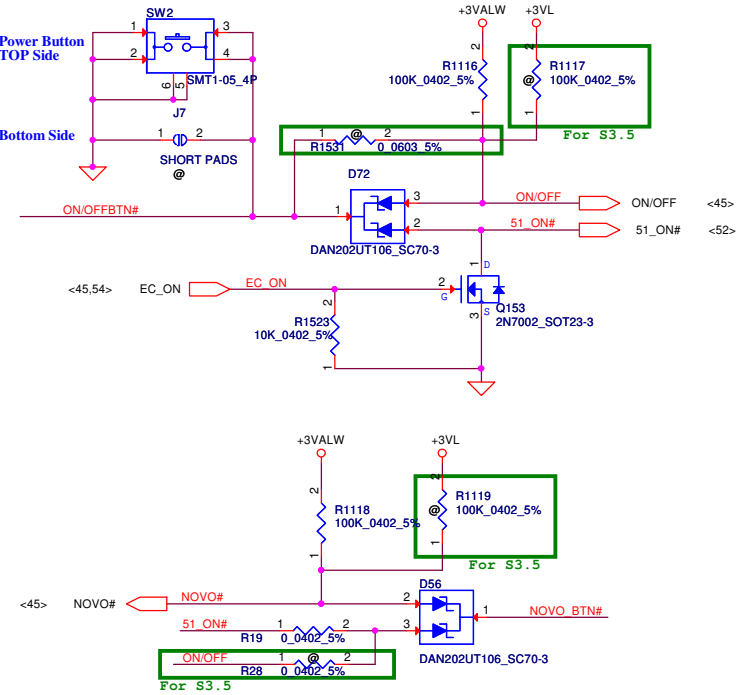 SW2
+3VALW
+3VL
1
3
2
4
Power Button
TOP Side
SMT1-05_4P
6
5
2
R1116
100K_0402_5%
1
2
R1117
@
100K_0402_5%
1
For S3.5
J7
Bottom Side
1
2
SHORT PADS
@
1
@
2
R1531
0_0603_5%
D72
3
ON/OFF
ON/OFF
<45>
ON/OFFBTN#
1
2
51_ON#
51_ON#
<52>
DAN202UT106_SC70-3
1
D
<45,54>
EC_ON
EC_ON
2
G
S
Q153
2N7002_SOT23-3
3
2
R1523
10K_0402_5%
1
+3VALW
+3VL
2
R1118
100K_0402_5%
1
2
R1119
@
100K_0402_5%
1
For S3.5
D56
<45>
NOVO#
NOVO#
2
1
NOVO_BTN#
51_ON#
1
2
3
R19
0_0402_5%
ON/OFF
1
@
2
R28
0_0402_5%
DAN202UT106_SC70-3
For S3.5